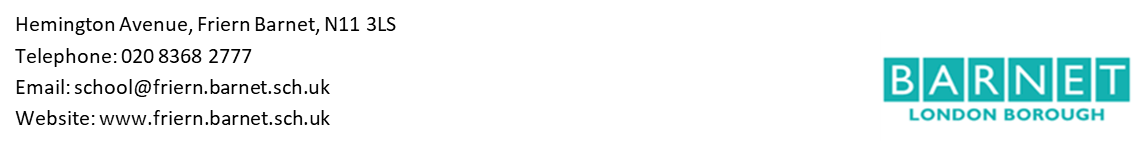 Hemington Avenue, Friern Barnet, N11 3LS
Telephone: 020 8368 2777
Email: school@friern.barnet.sch.uk
Website: www.friern.barnet.sch.uk
BARNET
LONDON BOROUGH